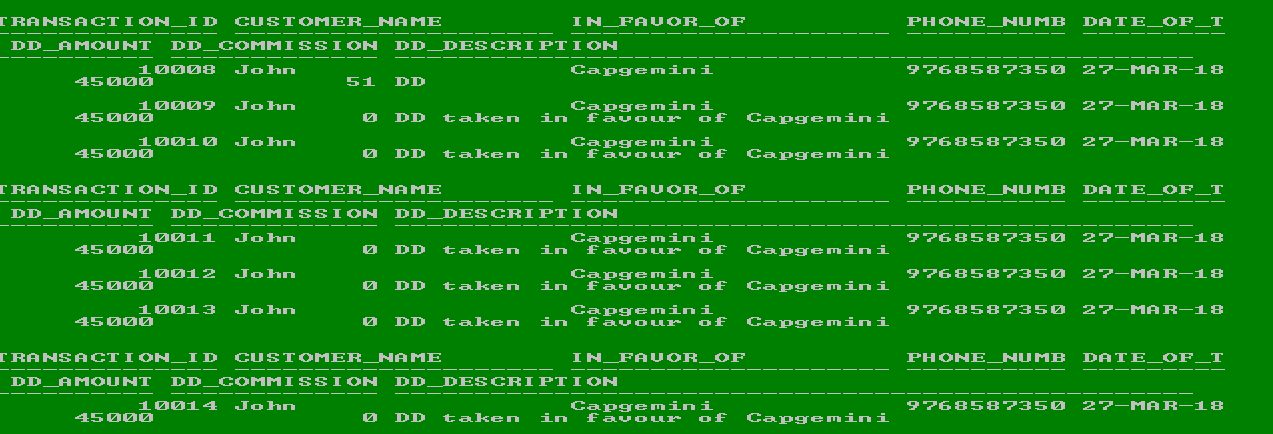 TRANSACTION_ID CUSTOMER_NAME IN_FAVOR_OF PHONE_NUMB DATE_OF_T
DD_AMOUNT DD_COMMISSION DD_DESCRIPTION
10008 John Capgemini 9768587350 27-MAR-18
45000 51 DD
10009 John Capgemini 9768587350 27-MAR-18
45000 0 DD taken in favour of Capgemini
10010 John Capgemini 9768587350 27-MAR-18
45000 0 DD taken in favour of Capgemini
TRANSACTION_ID CUSTOMER_NAME IN_FAVOR_OF PHONE_NUMB DATE_OF_T
DD_AMOUNT DD_COMMISSION DD_DESCRIPTION
10011 John Capgemini 9768587350 27-MAR-18
45000 0 DD taken in favour of Capgemini
10012 John Capgemini 9768587350 27-MAR-18
45000 0 DD taken in favour of Capgemini
10013 John Capgemini 9768587350 27-MAR-18
45000 0 DD taken in favour of Capgemini
TRANSACTION_ID CUSTOMER_NAME IN_FAVOR_OF PHONE_NUMB DATE_OF_T
DD_AMOUNT DD_COMMISSION DD_DESCRIPTION
10014 John Capgemini 9768587350 27-MAR-18
45000 0 DD taken in favour of Capgemini